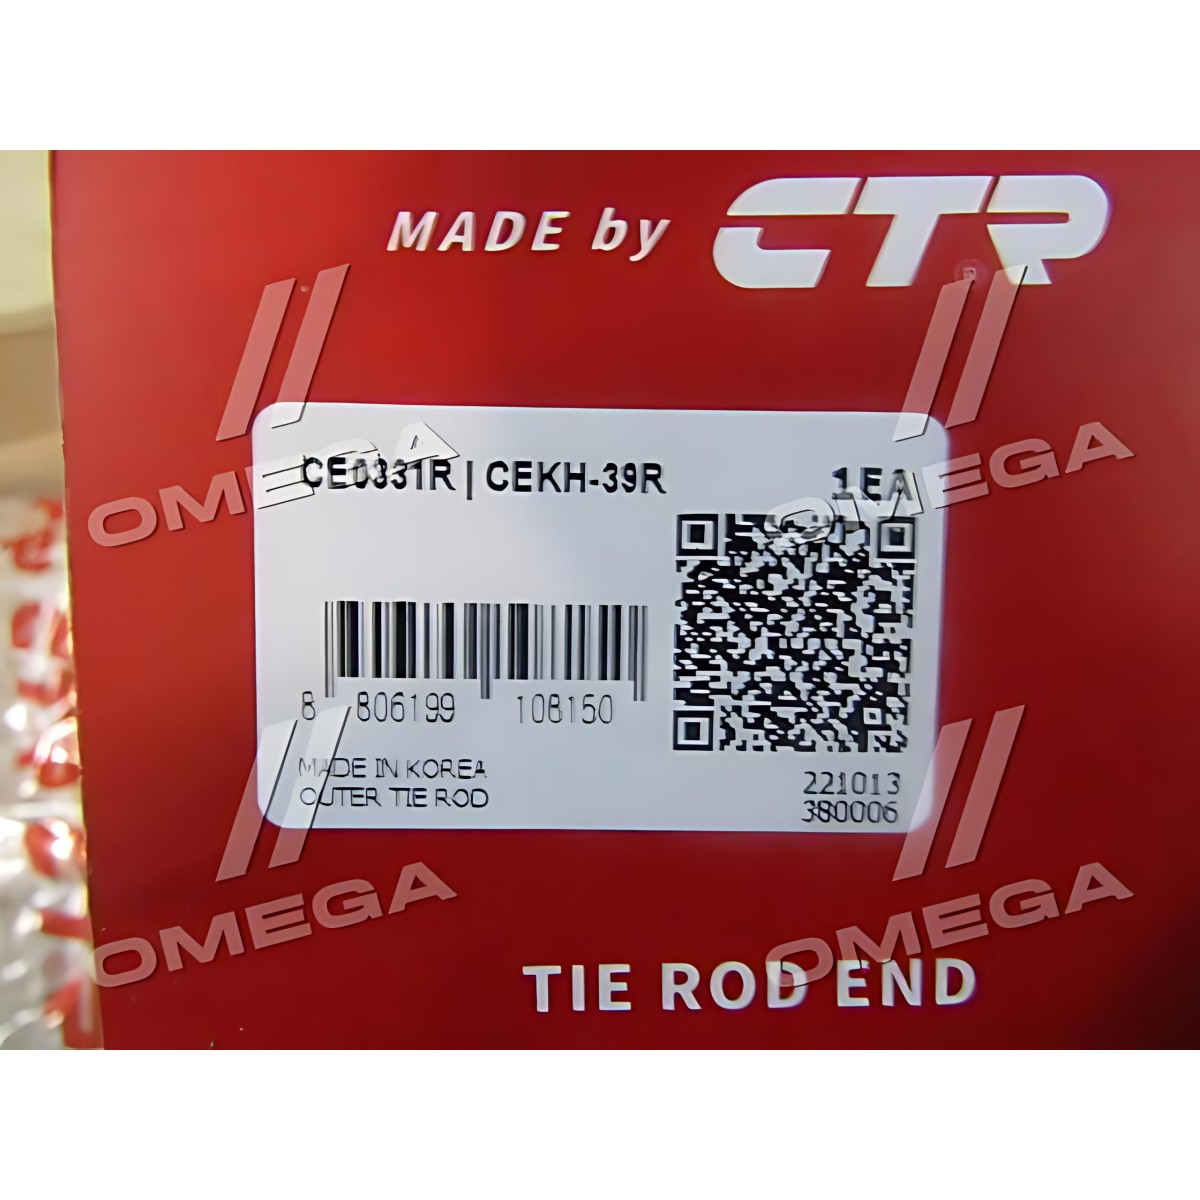 MADE by CTR
CE0331R | CEKH-39R 1EA
8 806199 108150
MADE IN KOREA
OUTER TIE ROD
221013
380006
TIE ROD END
OMEGA
OMEGA
OMEGA
OMEGA